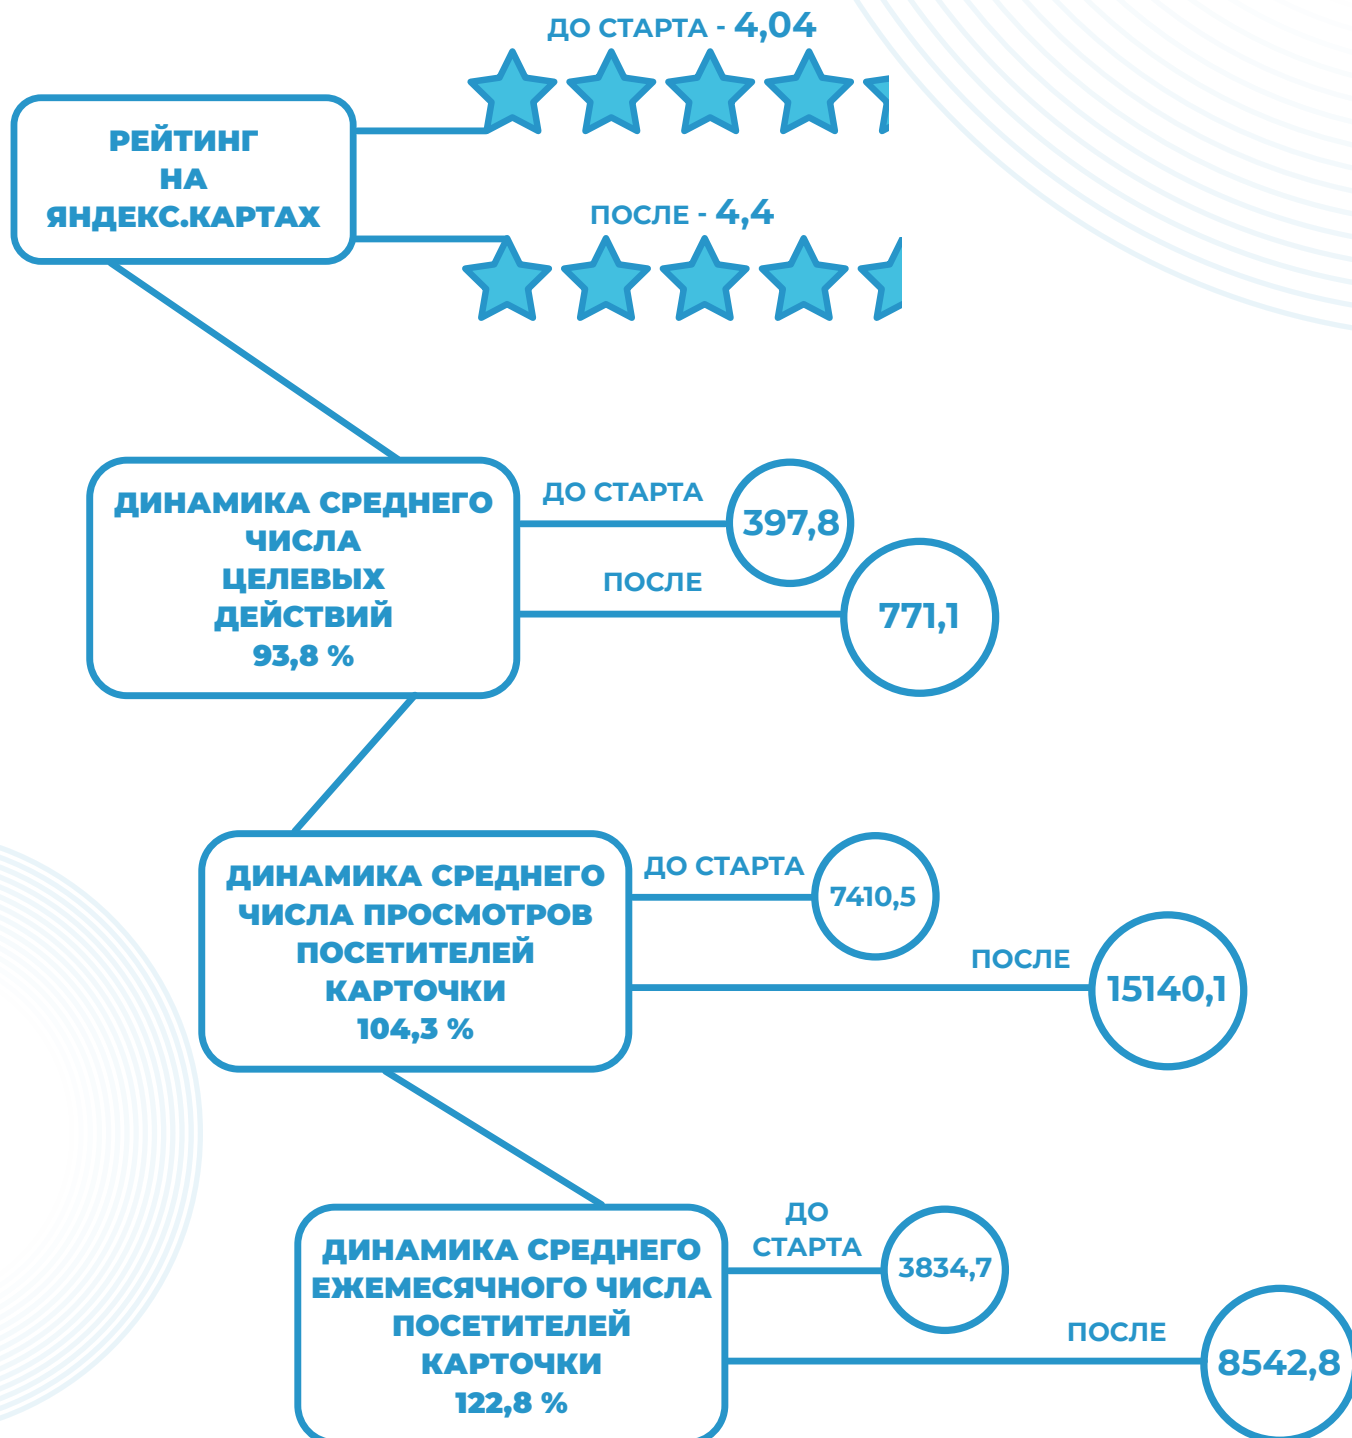 ДО СТАРТА - 4,04
РЕЙТИНГ
НА
ЯНДЕКС.КАРТАХ
ПОСЛЕ - 4,4
ДИНАМИКА СРЕДНЕГО
ЧИСЛА
ЦЕЛЕВЫХ
ДЕЙСТВИЙ
93,8 %
ДО СТАРТА
397,8
ПОСЛЕ
771,1
ДИНАМИКА СРЕДНЕГО
ЧИСЛА ПРОСМОТРОВ
ПОСЕТИТЕЛЕЙ
КАРТОЧКИ
104,3 %
ДО СТАРТА
7410,5
ПОСЛЕ
15140,1
ДИНАМИКА СРЕДНЕГО
ЕЖЕМЕСЯЧНОГО ЧИСЛА
ПОСЕТИТЕЛЕЙ
КАРТОЧКИ
122,8 %
ДО
СТАРТА
3834,7
ПОСЛЕ
8542,8